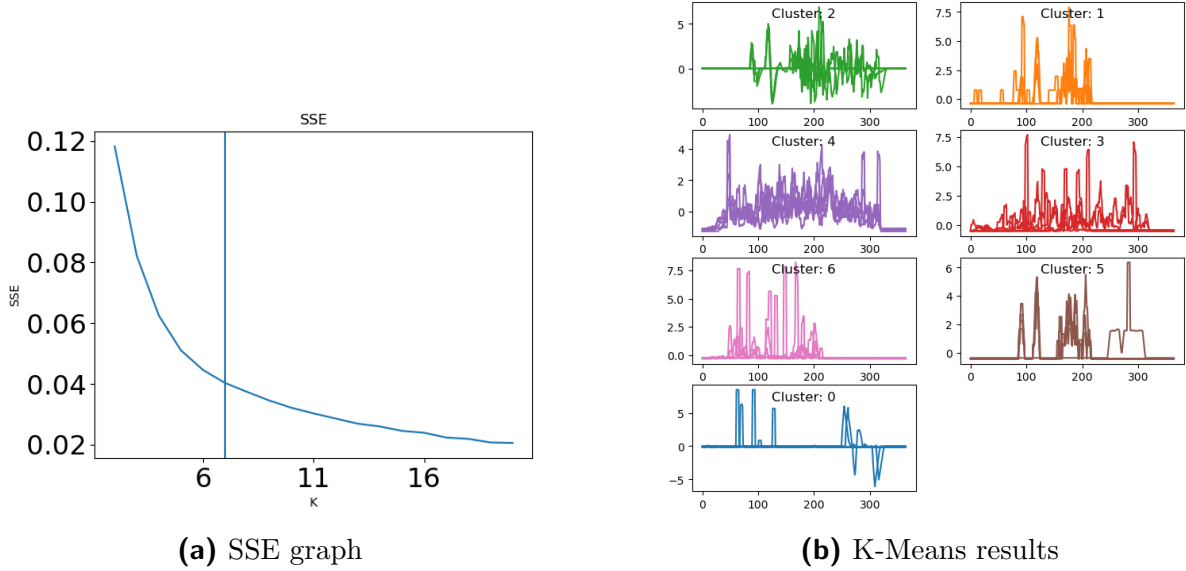 SSE
0.12
0.10
0.08
0.06
0.04
0.02
SSE
6 11 16
K
Cluster: 2
5
0
0 100 200 300
Cluster: 1
7.5
5.0
2.5
0.0
0 100 200 300
Cluster: 4
4
2
0
0 100 200 300
Cluster: 3
7.5
5.0
2.5
0.0
0 100 200 300
Cluster: 6
7.5
5.0
2.5
0.0
0 100 200 300
Cluster: 5
6
4
2
0
0 100 200 300
Cluster: 0
5
0
−5
0 100 200 300
(a) SSE graph
(b) K-Means results